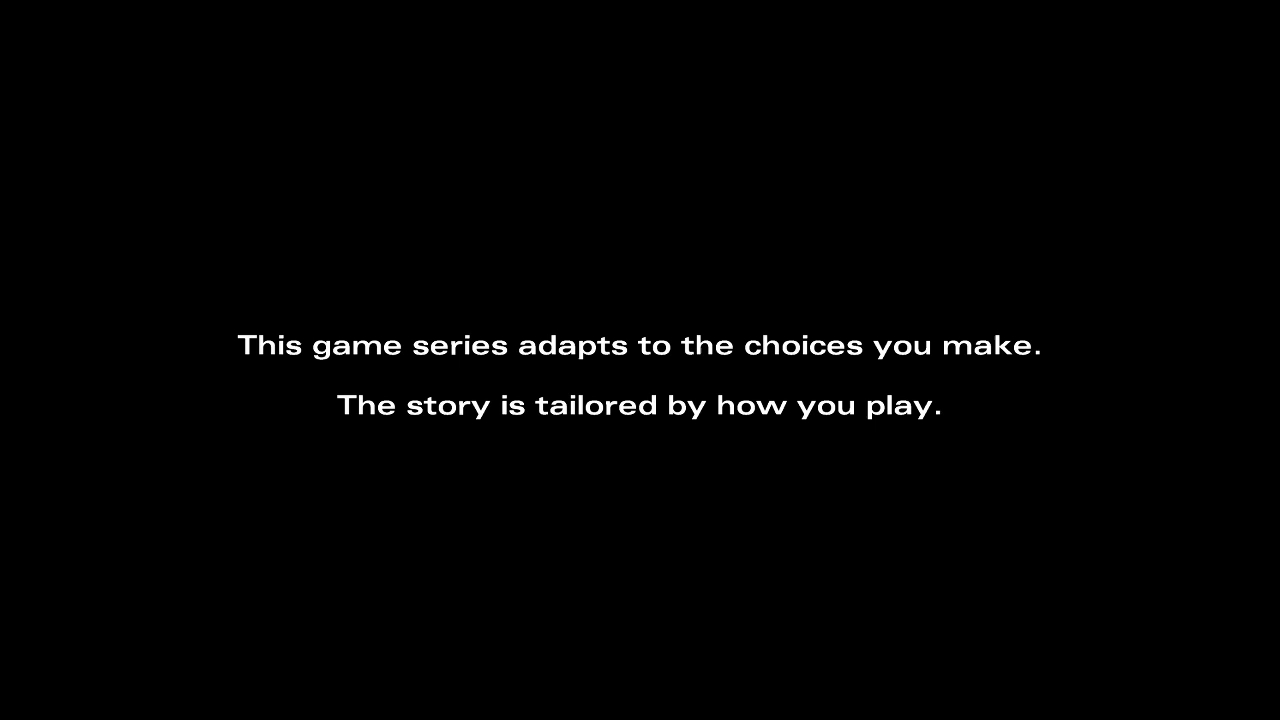 This game series adapts to the choices you make.
The story is tailored by how you play.